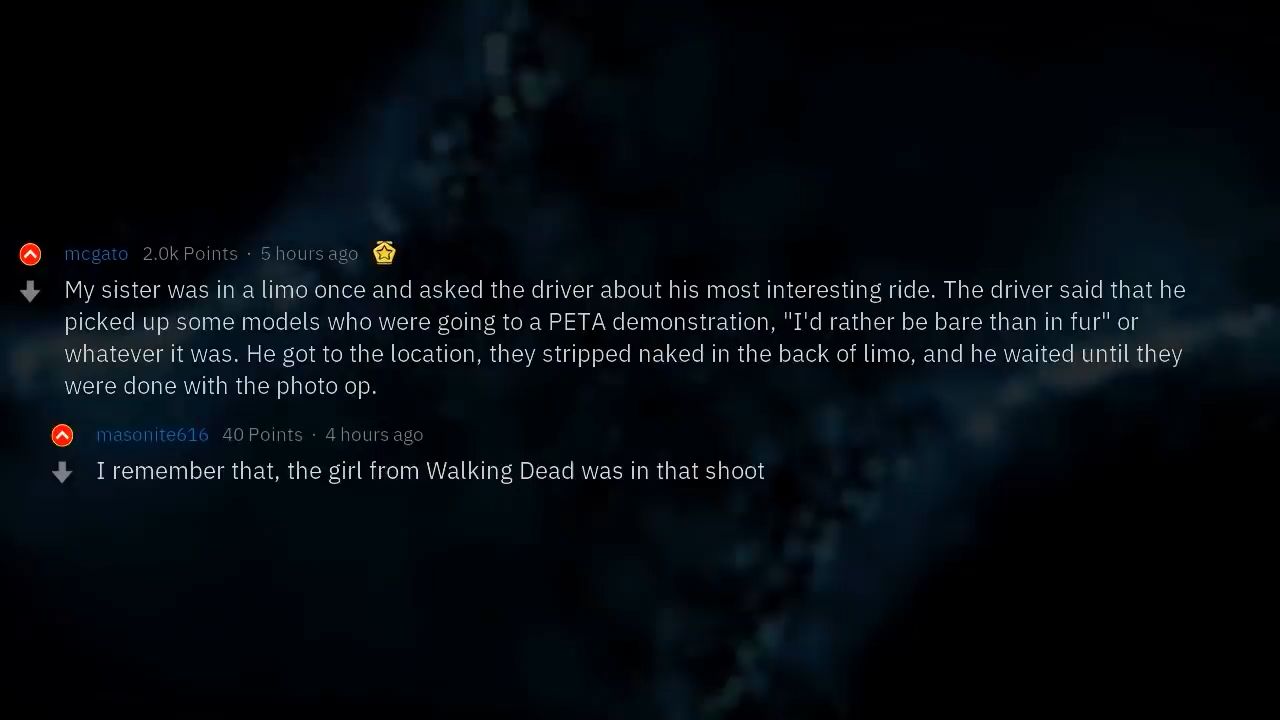 mcgato 2.0k Points · 5 hours ago
My sister was in a limo once and asked the driver about his most interesting ride. The driver said that he
picked up some models who were going to a PETA demonstration, "I'd rather be bare than in fur" or
whatever it was. He got to the location, they stripped naked in the back of limo, and he waited until they
were done with the photo op.
masonite616 40 Points · 4 hours ago
I remember that, the girl from Walking Dead was in that shoot